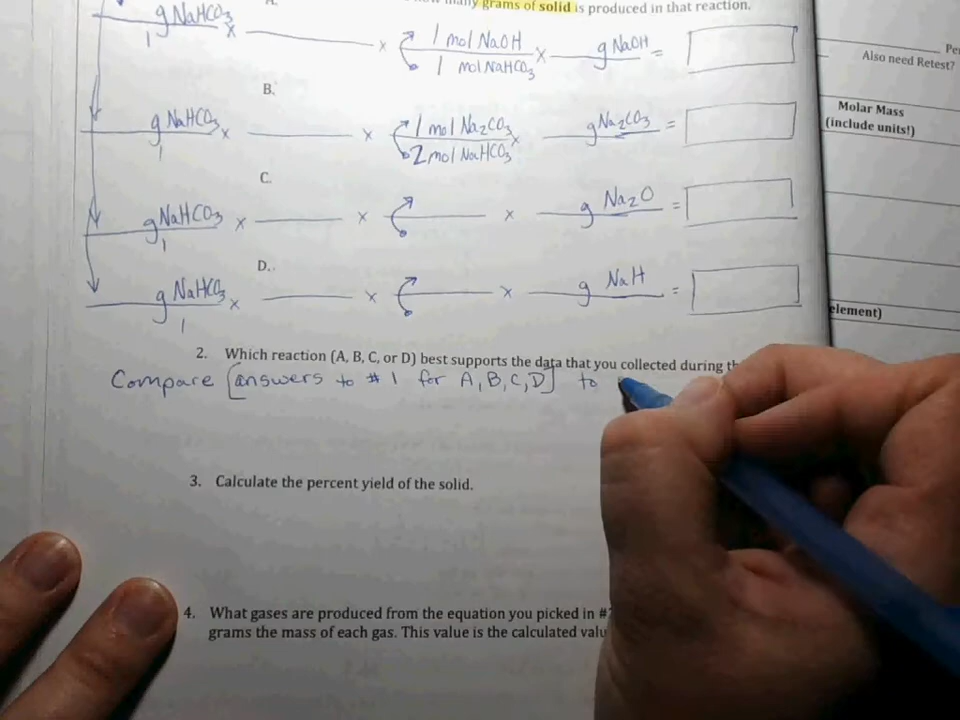 many grams of solid is produced in that reaction.
g NaHCO3 / 1 × ____ × 1 mol NaOH / 1 mol NaHCO3 × ____ g NaOH =
B.
g NaHCO3 / 1 × ____ × 1 mol Na2CO3 / 2 mol NaHCO3 × ____ g Na2CO3 =
C.
g NaHCO3 / 1 × ____ × ____ × ____ g Na2O =
D.
g NaHCO3 / 1 × ____ × ____ × ____ g NaH =
2. Which reaction (A, B, C, or D) best supports the data that you collected during
Compare [answers to #1 for A, B, C, D] to
3. Calculate the percent yield of the solid.
4. What gases are produced from the equation you picked in #
grams the mass of each gas. This value is the calculated
Also need Retest?
Molar Mass
(include units!)
element)